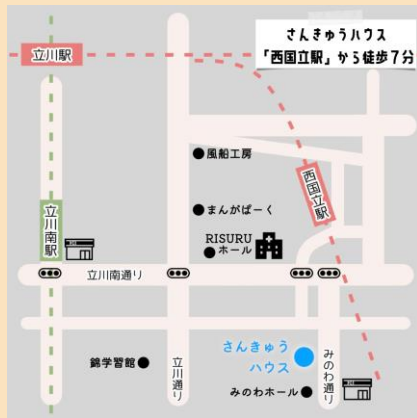 さんきゅうハウス
「西国立駅」から徒歩7分
立川駅
風船工房
西国立駅
まんがぱーく
立川南駅
RISURU
ホール
立川南通り
さんきゅう
ハウス
錦学習館
立川通り
みのわ通り
みのわホール